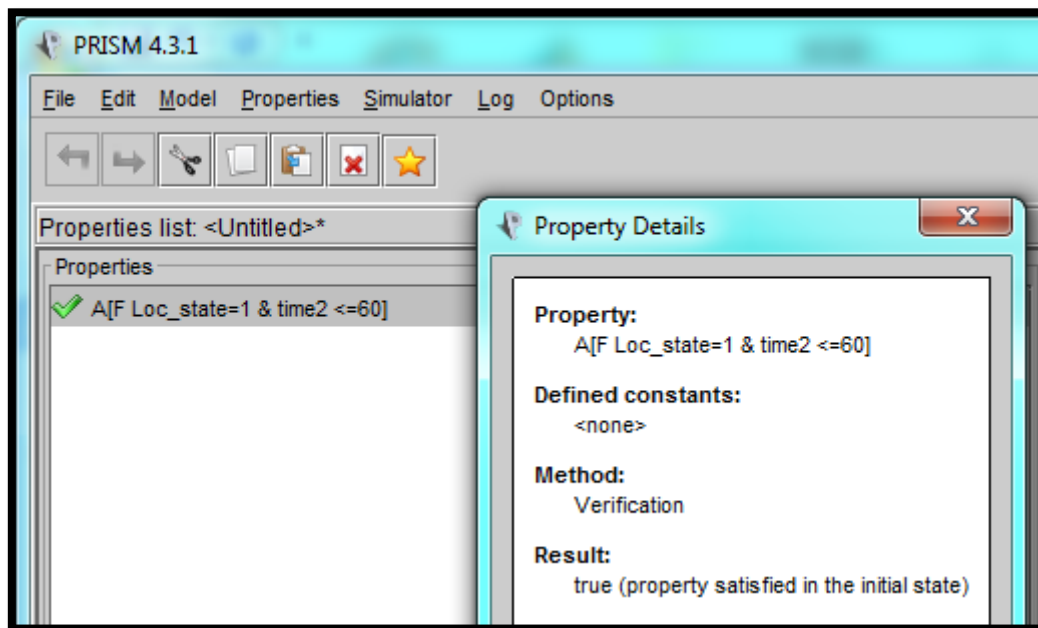 PRISM 4.3.1
File Edit Model Properties Simulator Log Options
Properties list: <Untitled>*
Properties
A[F Loc_state=1 & time2 <=60]
Property Details
Property:
A[F Loc_state=1 & time2 <=60]
Defined constants:
<none>
Method:
Verification
Result:
true (property satisfied in the initial state)